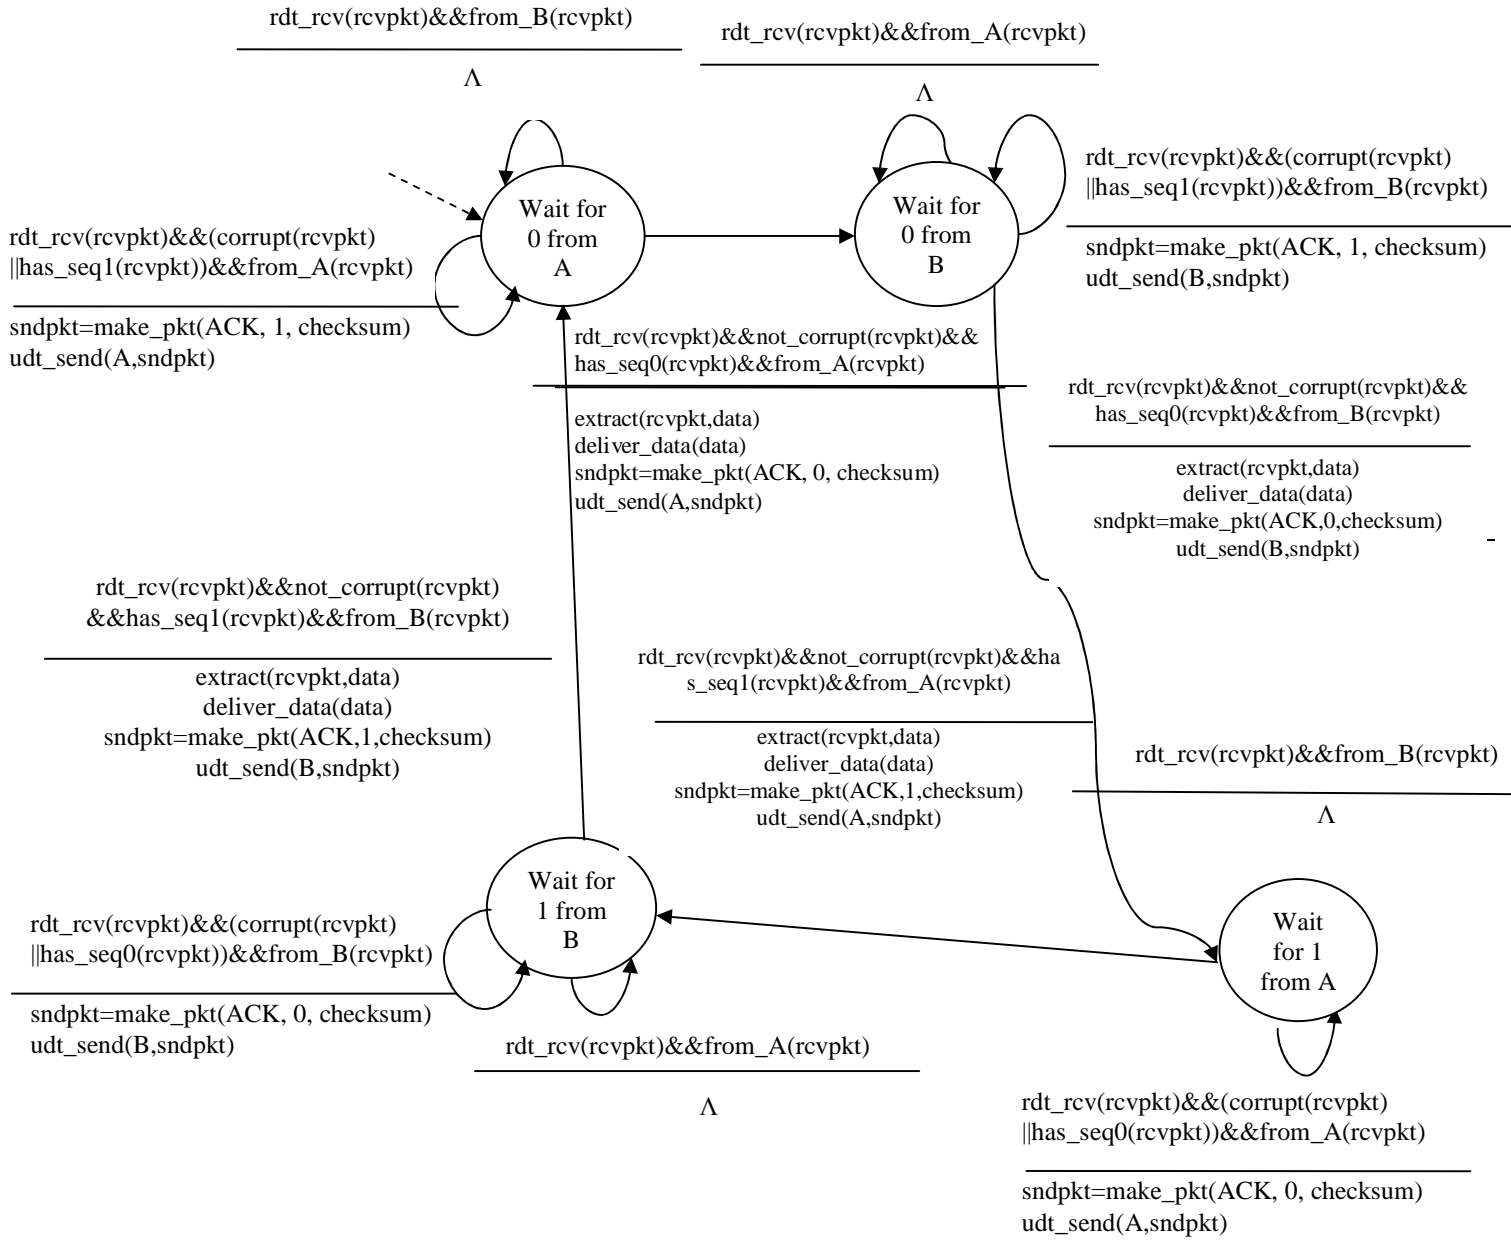 rdt_rcv(rcvpkt)&&from_B(rcvpkt)
Λ
rdt_rcv(rcvpkt)&&from_A(rcvpkt)
Λ
rdt_rcv(rcvpkt)&&(corrupt(rcvpkt)
||has_seq1(rcvpkt))&&from_B(rcvpkt)
sndpkt=make_pkt(ACK, 1, checksum)
udt_send(B,sndpkt)
Wait for
0 from
A
Wait for
0 from
B
rdt_rcv(rcvpkt)&&(corrupt(rcvpkt)
||has_seq1(rcvpkt))&&from_A(rcvpkt)
sndpkt=make_pkt(ACK, 1, checksum)
udt_send(A,sndpkt)
rdt_rcv(rcvpkt)&&not_corrupt(rcvpkt)&&
has_seq0(rcvpkt)&&from_A(rcvpkt)
extract(rcvpkt,data)
deliver_data(data)
sndpkt=make_pkt(ACK, 0, checksum)
udt_send(A,sndpkt)
rdt_rcv(rcvpkt)&&not_corrupt(rcvpkt)&&
has_seq0(rcvpkt)&&from_B(rcvpkt)
extract(rcvpkt,data)
deliver_data(data)
sndpkt=make_pkt(ACK,0,checksum)
udt_send(B,sndpkt)
rdt_rcv(rcvpkt)&&not_corrupt(rcvpkt)
&&has_seq1(rcvpkt)&&from_B(rcvpkt)
extract(rcvpkt,data)
deliver_data(data)
sndpkt=make_pkt(ACK,1,checksum)
udt_send(B,sndpkt)
rdt_rcv(rcvpkt)&&not_corrupt(rcvpkt)&&ha
s_seq1(rcvpkt)&&from_A(rcvpkt)
extract(rcvpkt,data)
deliver_data(data)
sndpkt=make_pkt(ACK,1,checksum)
udt_send(A,sndpkt)
rdt_rcv(rcvpkt)&&from_B(rcvpkt)
Λ
Wait for
1 from
B
Wait
for 1
from A
rdt_rcv(rcvpkt)&&(corrupt(rcvpkt)
||has_seq0(rcvpkt))&&from_B(rcvpkt)
sndpkt=make_pkt(ACK, 0, checksum)
udt_send(B,sndpkt)
rdt_rcv(rcvpkt)&&from_A(rcvpkt)
Λ
rdt_rcv(rcvpkt)&&(corrupt(rcvpkt)
||has_seq0(rcvpkt))&&from_A(rcvpkt)
sndpkt=make_pkt(ACK, 0, checksum)
udt_send(A,sndpkt)